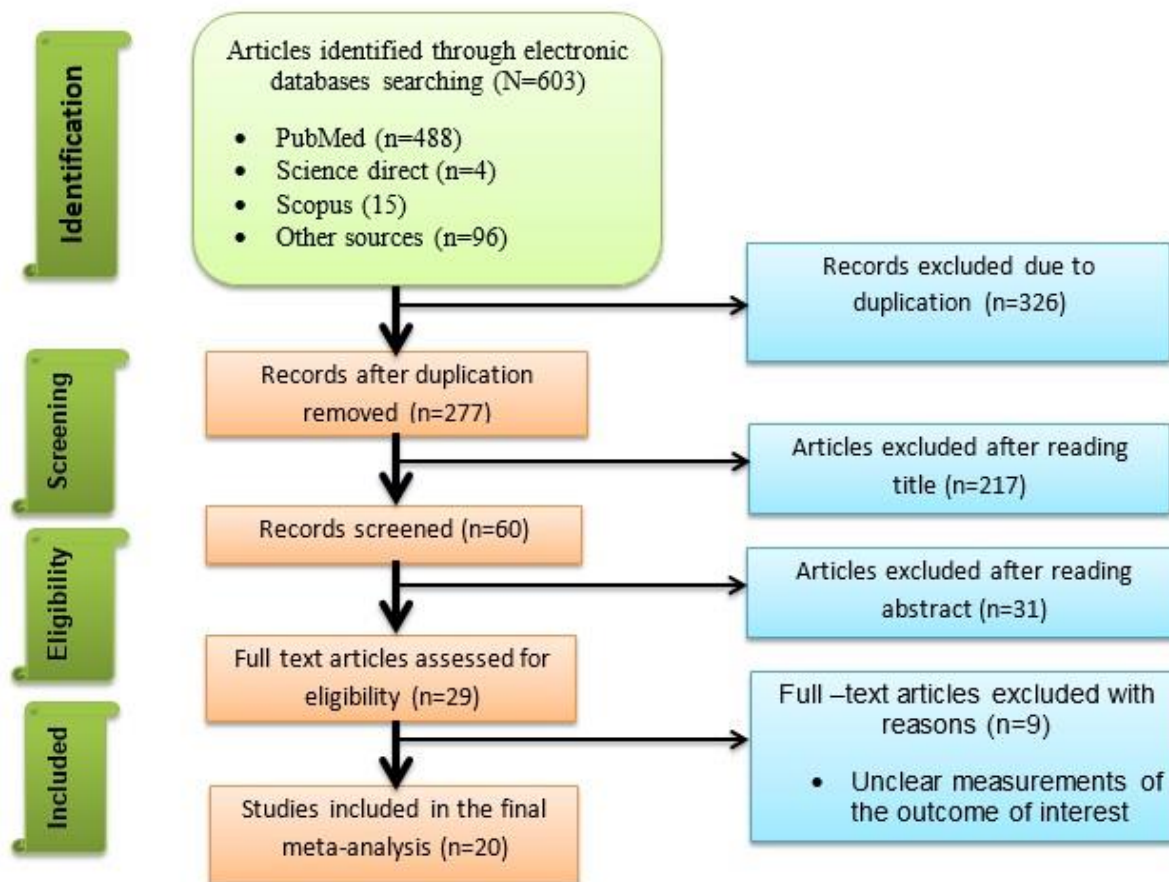 Identification
Articles identified through electronic
databases searching (N=603)
• PubMed (n=488)
• Science direct (n=4)
• Scopus (15)
• Other sources (n=96)
Records excluded due to
duplication (n=326)
Screening
Records after duplication
removed (n=277)
Articles excluded after reading
title (n=217)
Records screened (n=60)
Eligibility
Articles excluded after reading
abstract (n=31)
Full text articles assessed for
eligibility (n=29)
Full –text articles excluded with
reasons (n=9)
• Unclear measurements of
the outcome of interest
Included
Studies included in the final
meta-analysis (n=20)